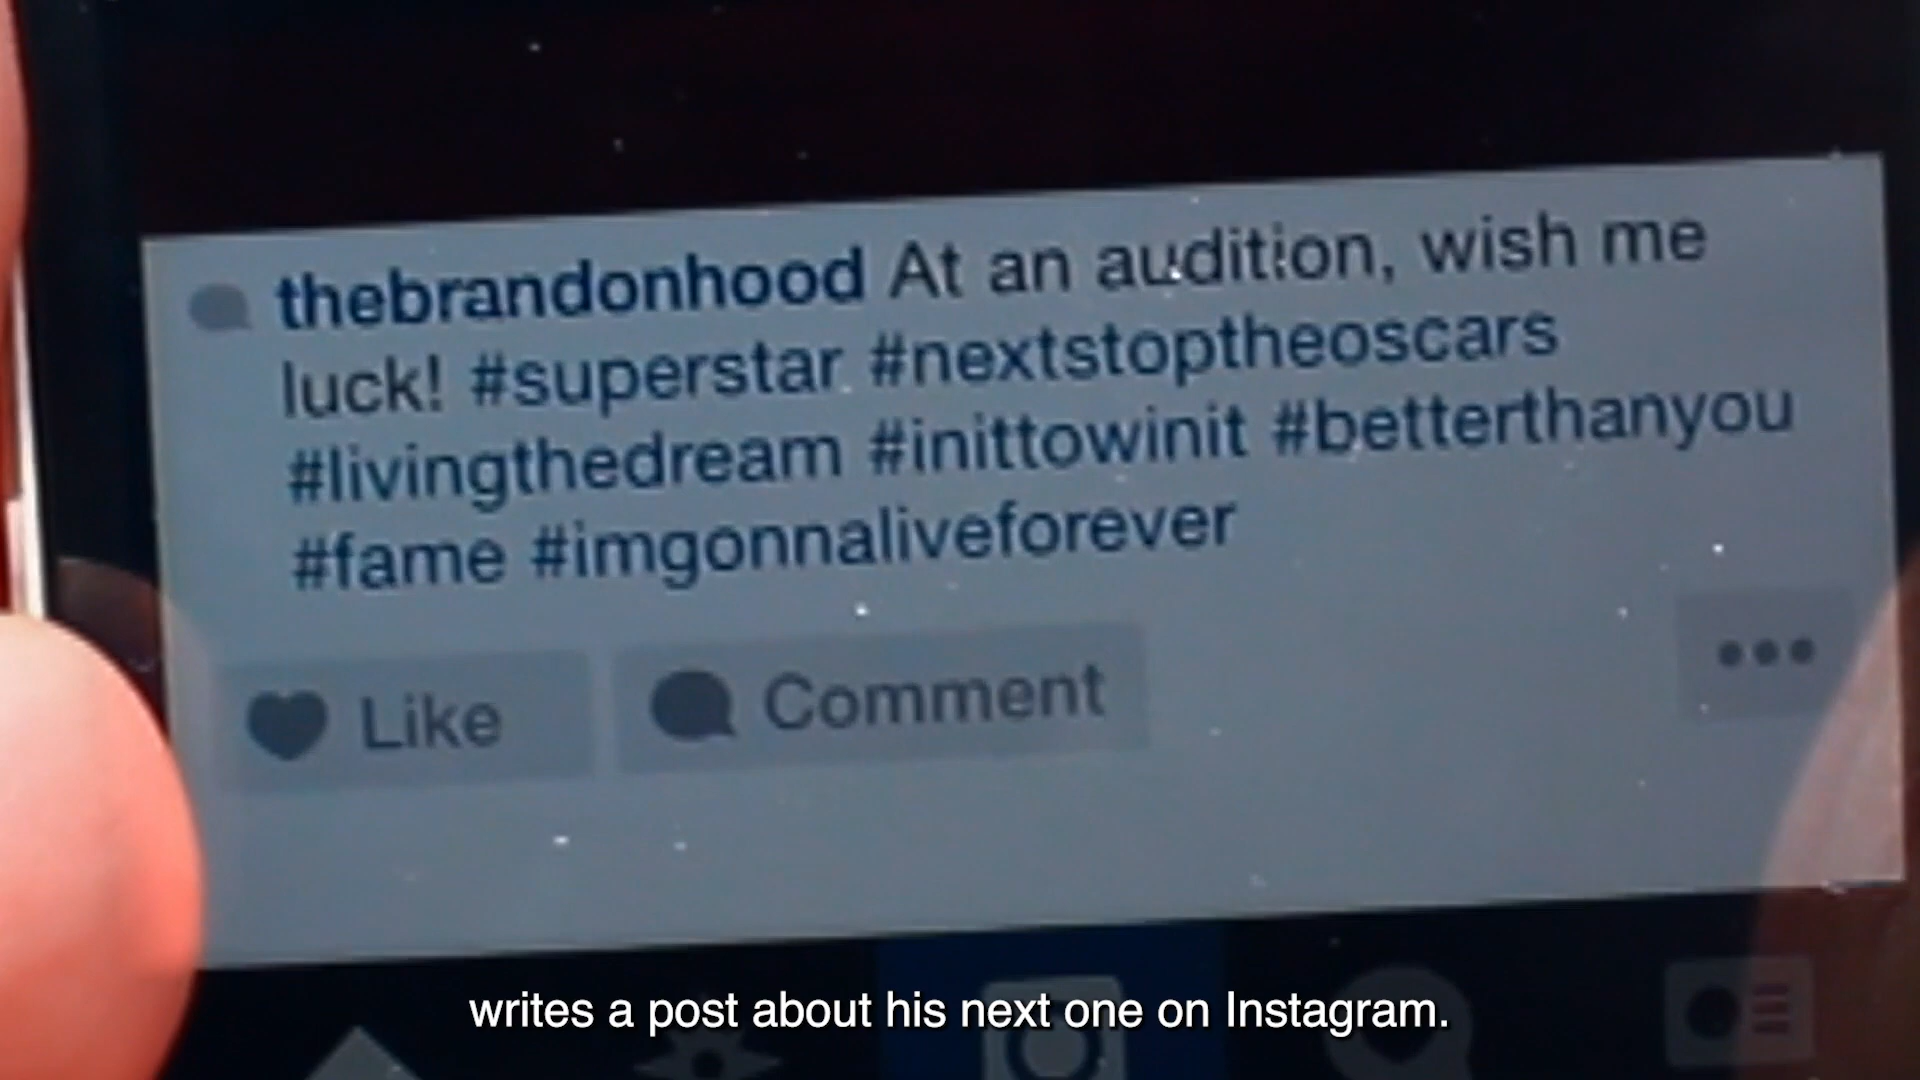 thebrandonhood At an audition, wish me
luck! #superstar #nextstoptheoscars
#livingthedream #inittowinit #betterthanyou
#fame #imgonnaliveforever
Like Comment
writes a post about his next one on Instagram.